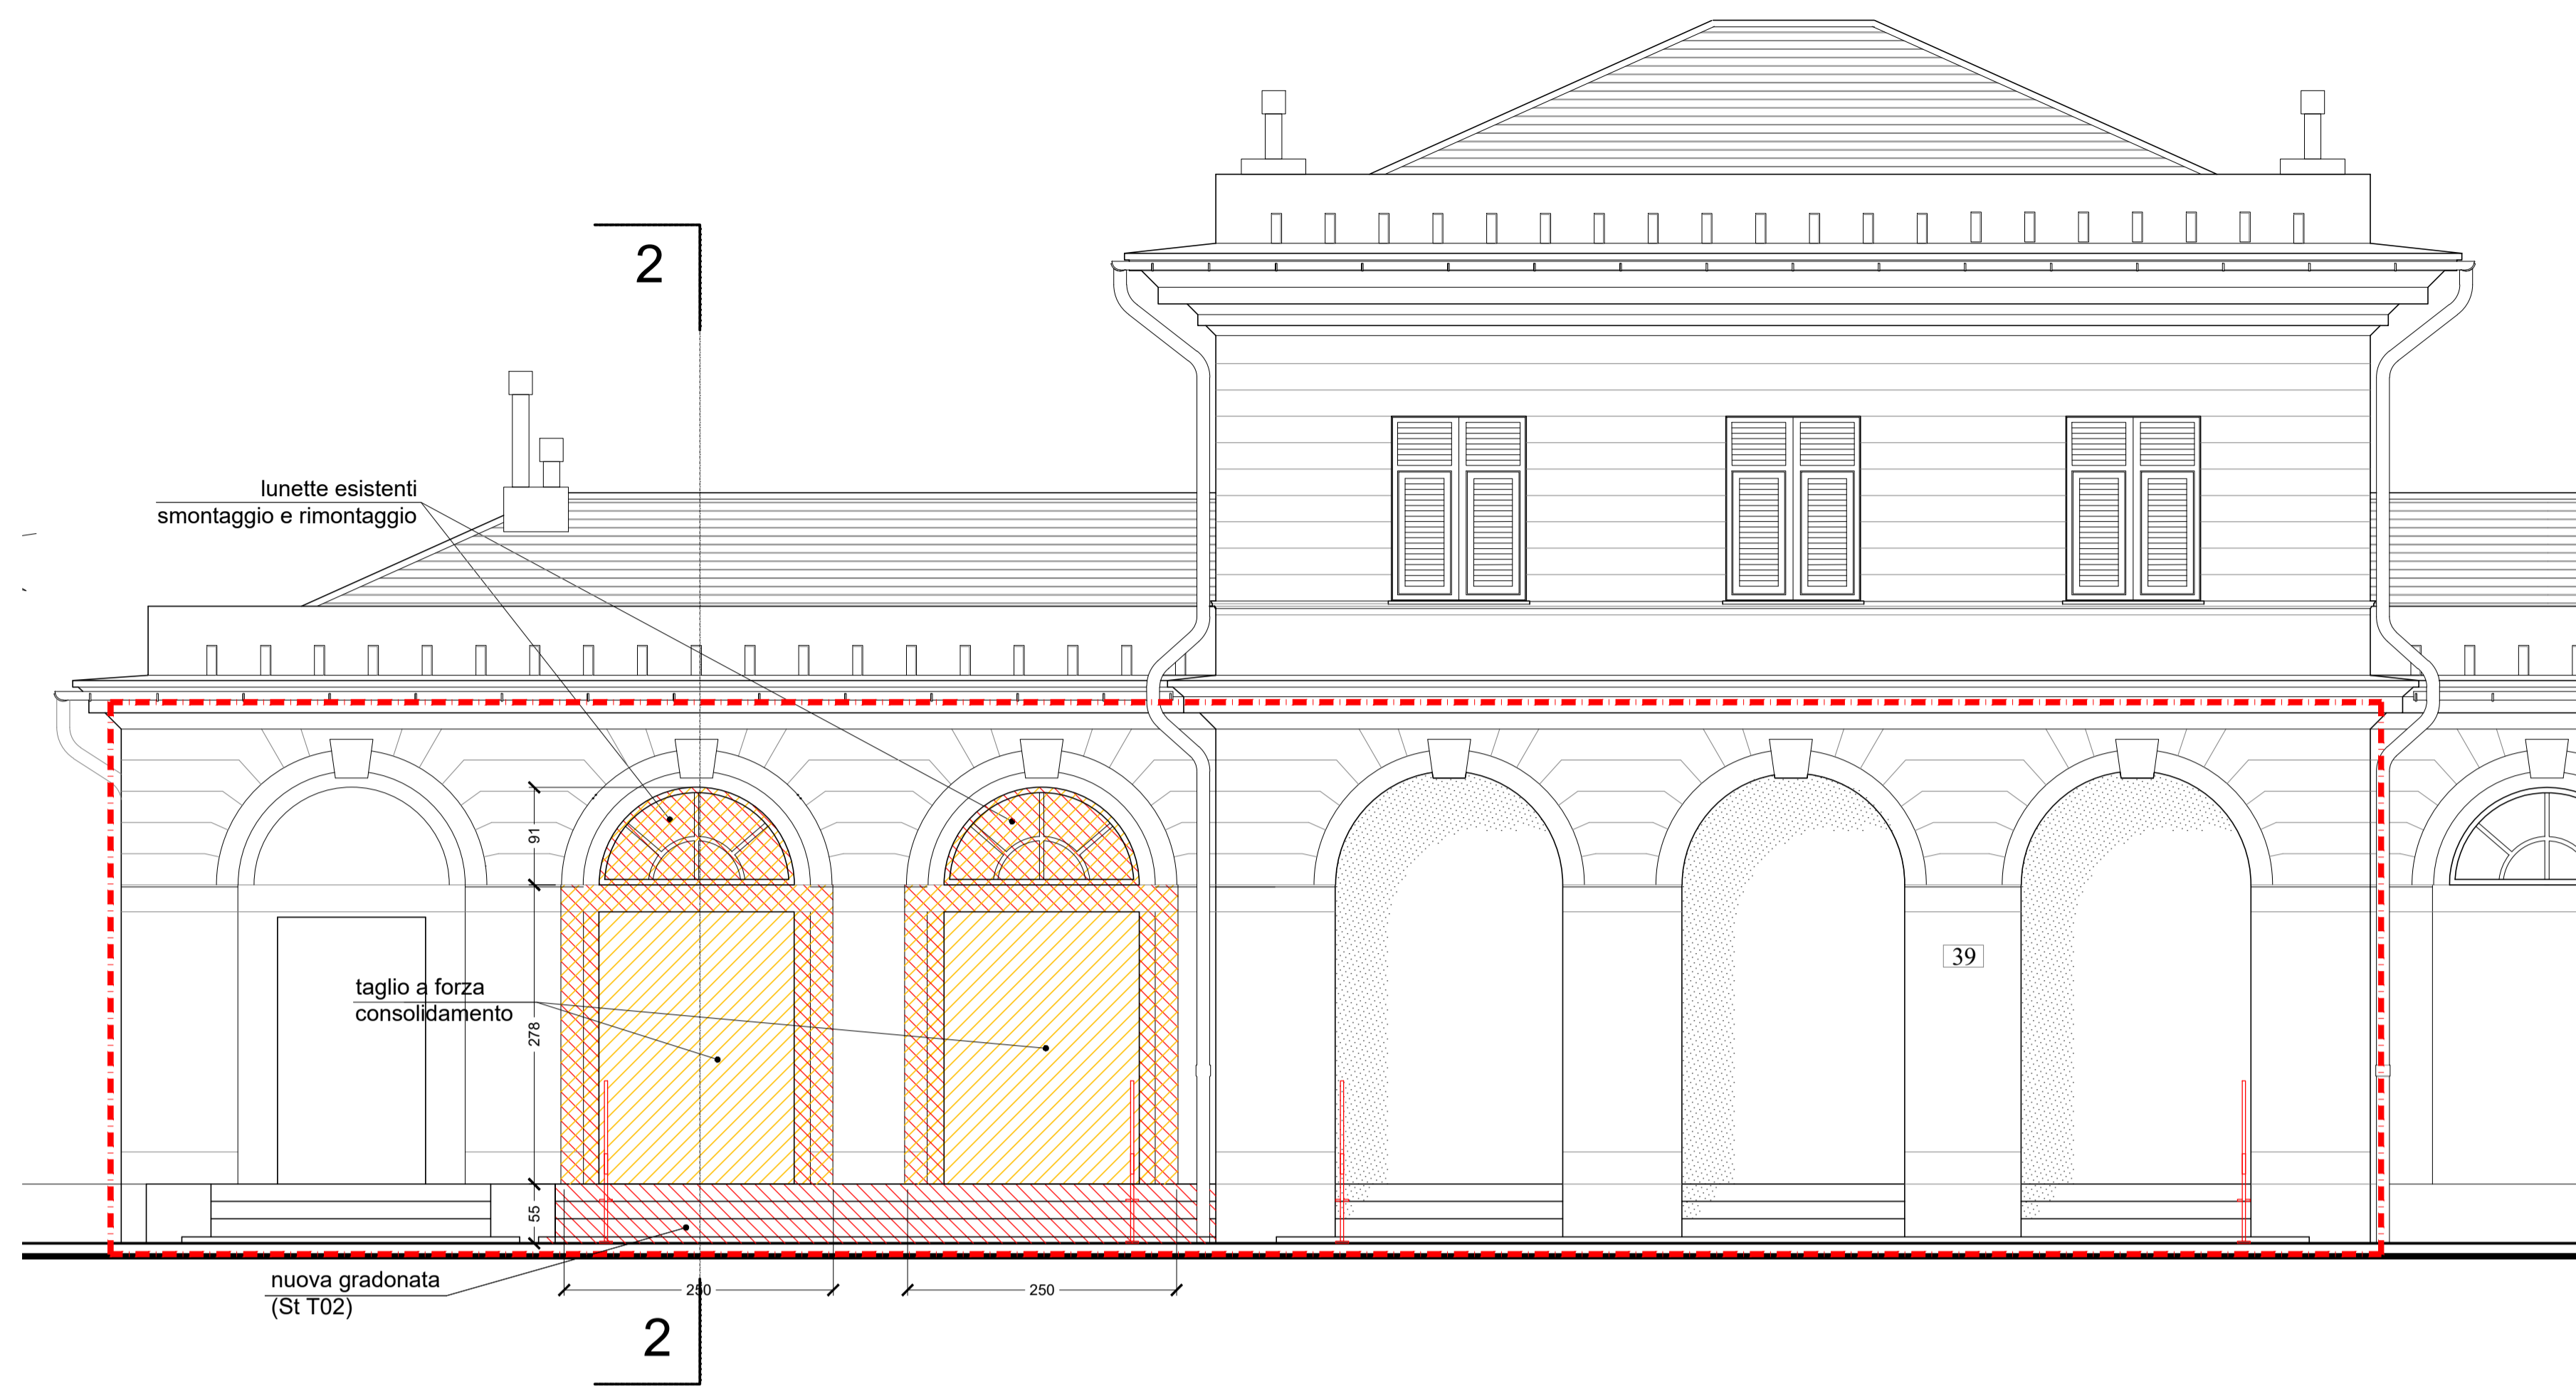 2
lunette esistenti
smontaggio e rimontaggio
91
39
taglio a forza
consolidamento
278
55
nuova gradonata
(St T02)
250
250
2